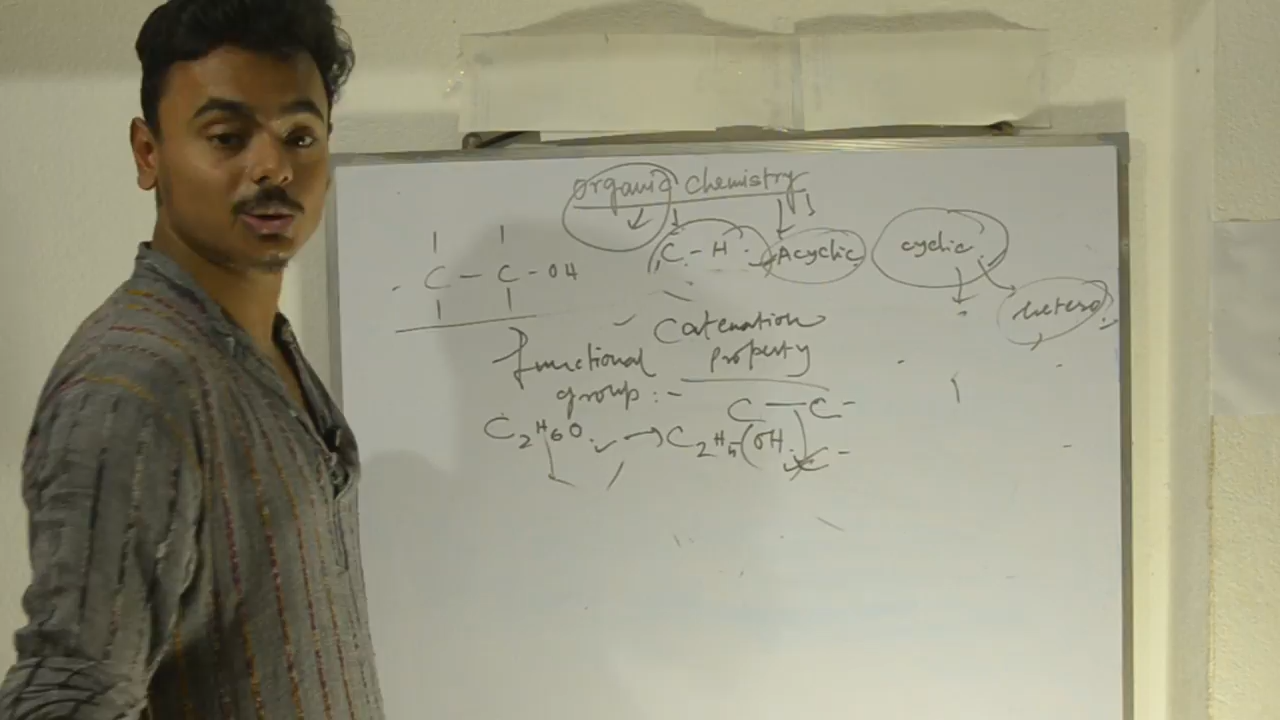 Organic Chemistry
C - H Acyclic cyclic
C - C - OH
hetero
Catenation
property
functional
group :-
C - C -
C2H6O → C2H5(OH
C -